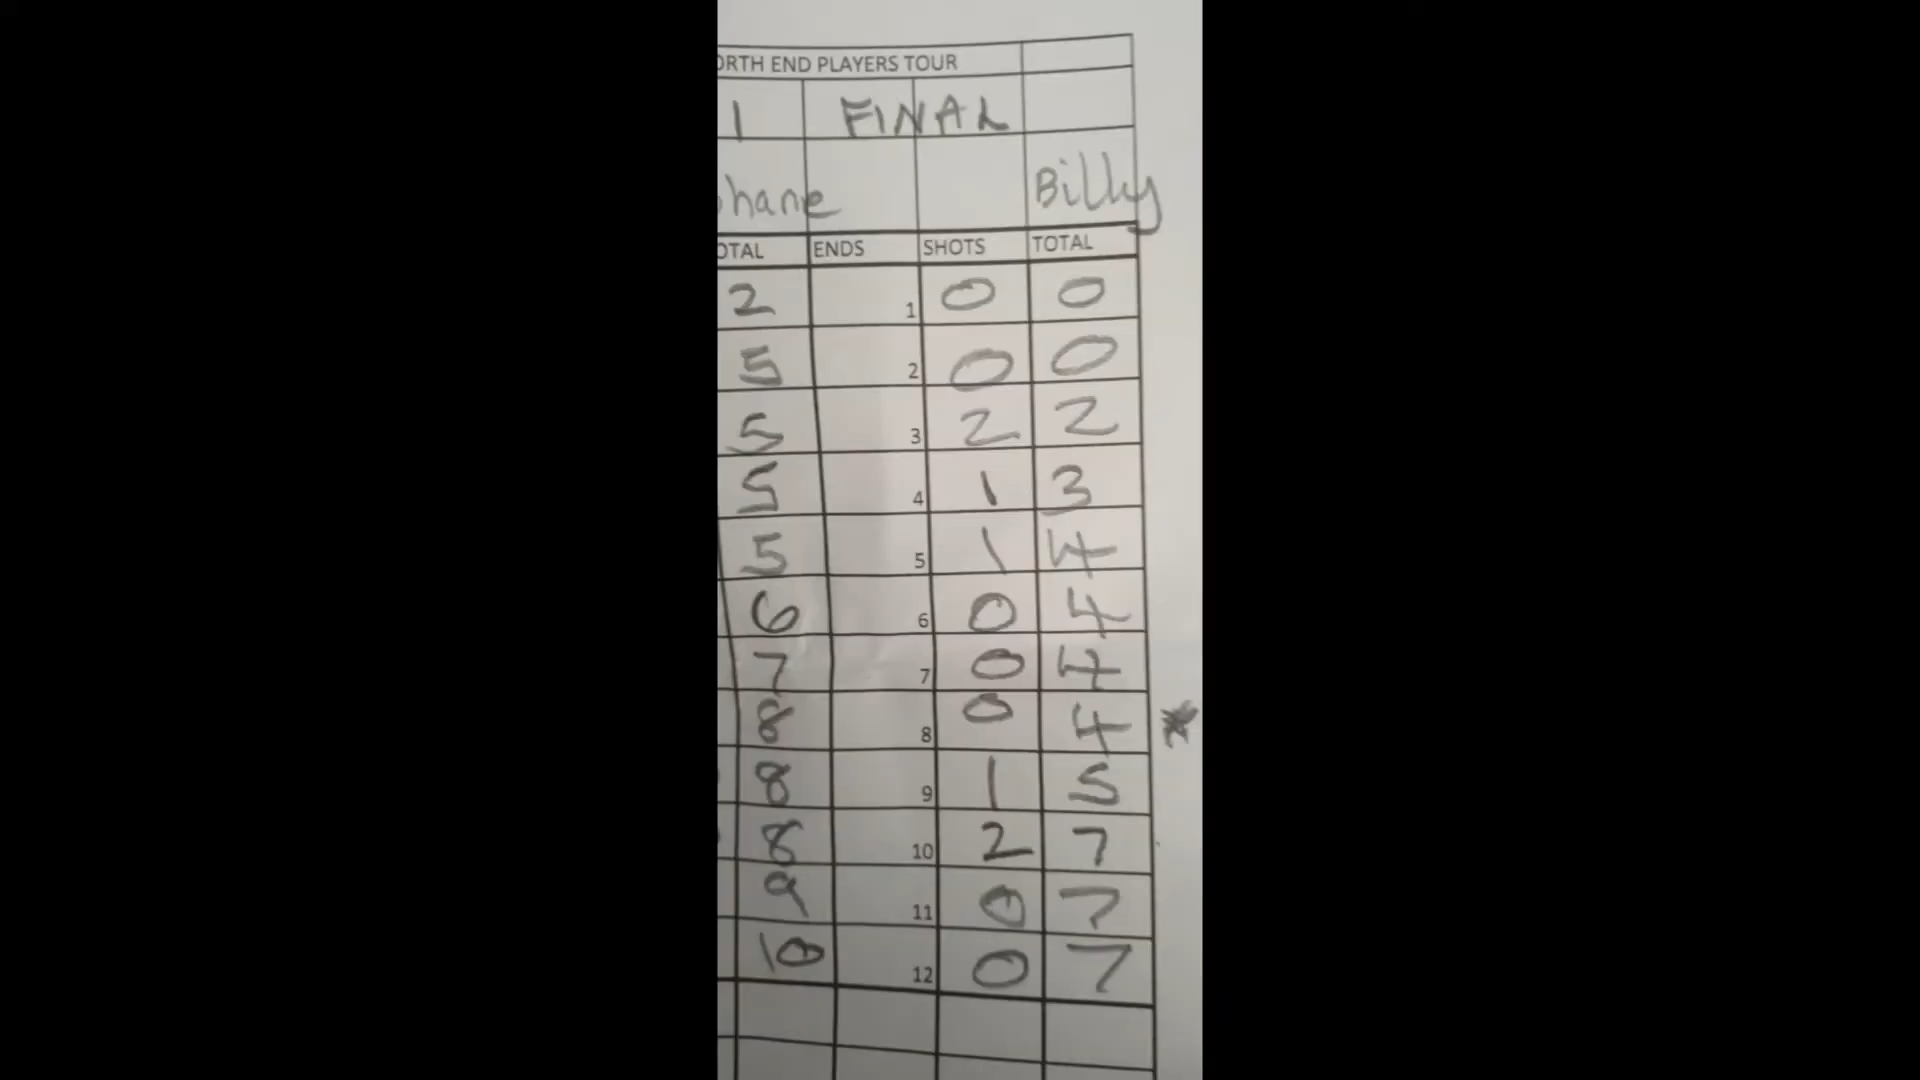 ORTH END PLAYERS TOUR
1 FINAL
hane Billy
OTAL ENDS SHOTS TOTAL
2 1 0 0
5 2 0 0
5 3 2 2
5 4 1 3
5 5 1 4
6 6 0 4
7 7 0 4
8 8 0 4
8 9 1 5
8 10 2 7
9 11 0 7
10 12 0 7